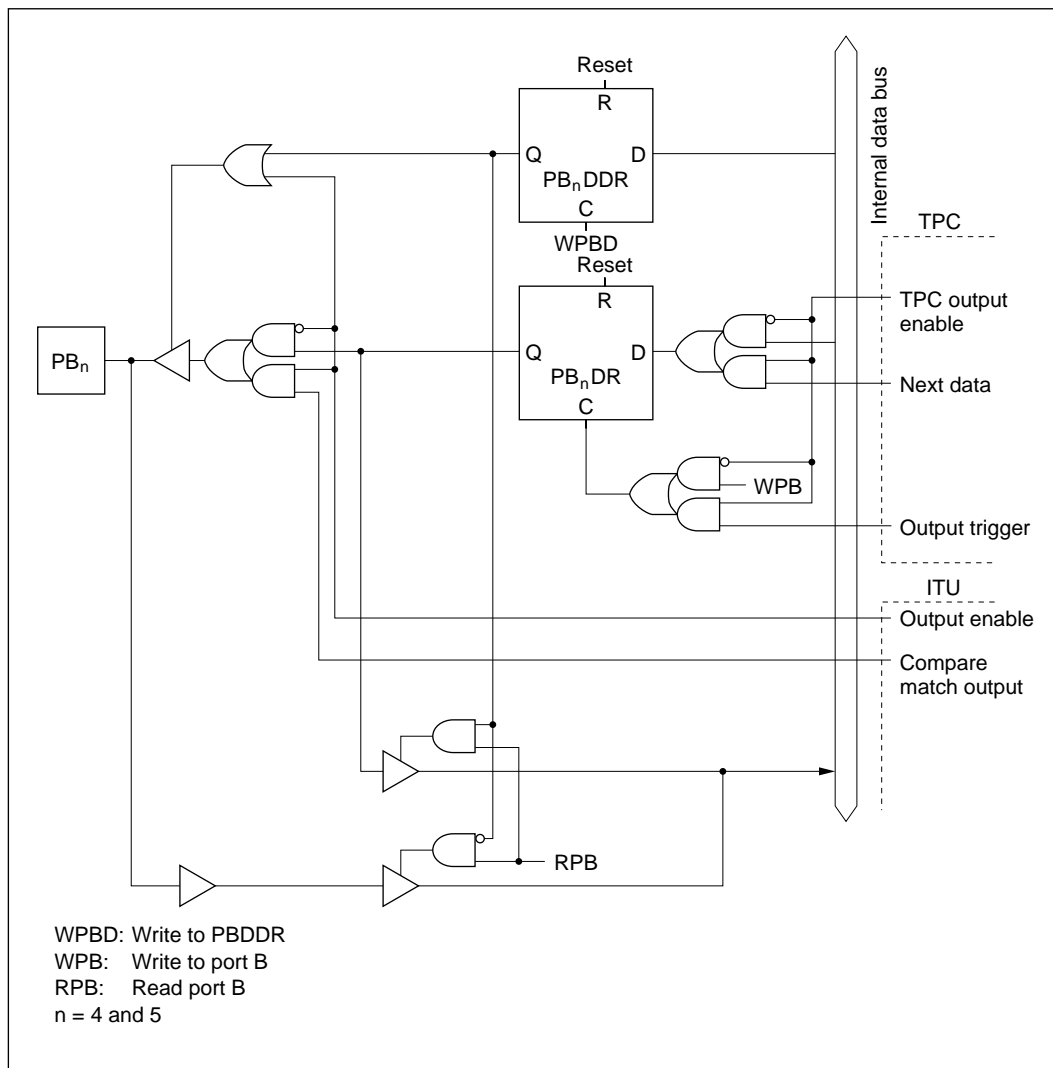 Reset
R
Q
D
PBnDDR
C
WPBD
Internal data bus
TPC
Reset
R
TPC output
enable
PBn
Q
D
PBnDR
C
Next data
WPB
Output trigger
ITU
Output enable
Compare
match output
RPB
WPBD: Write to PBDDR
WPB: Write to port B
RPB: Read port B
n = 4 and 5